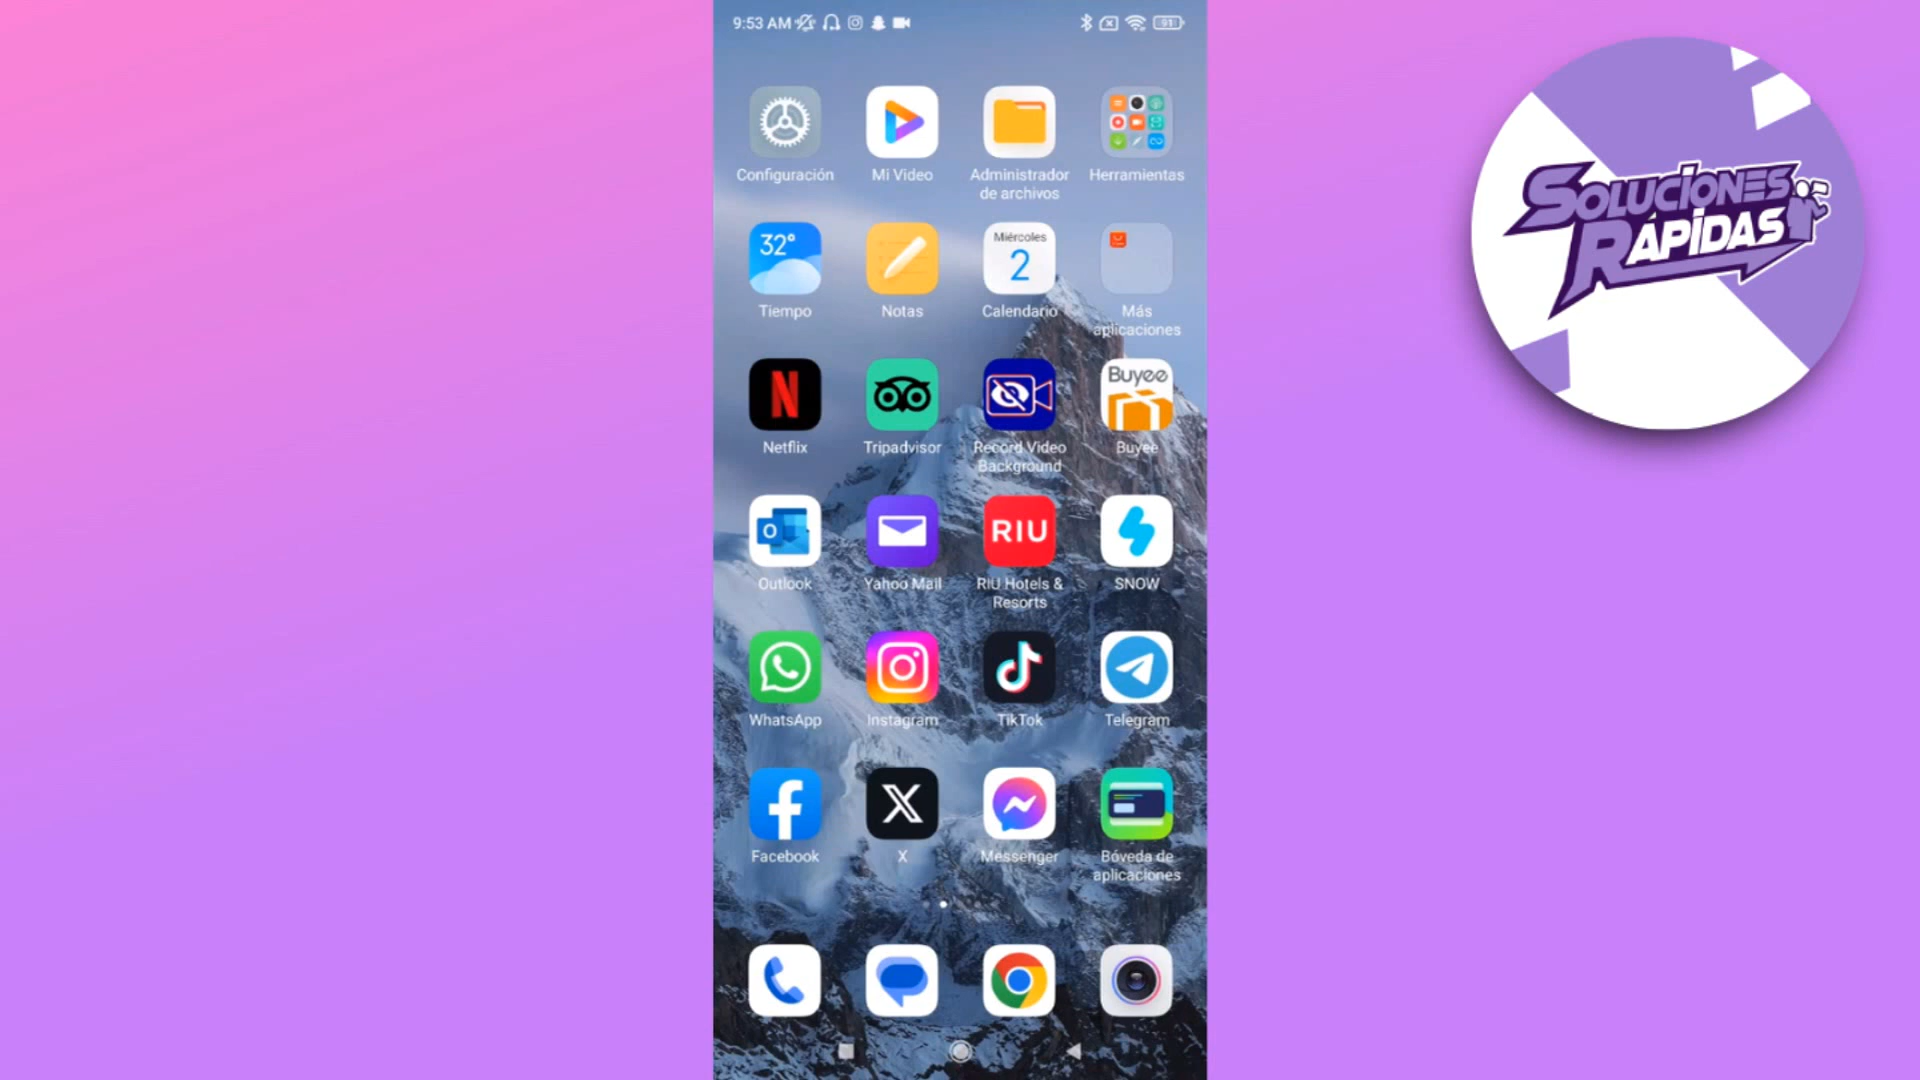 9:53 AM
91
SOLUCIONES
RÁPIDAS
Configuración
Mi Video
Administrador
de archivos
Herramientas
32°
Miércoles
2
Tiempo
Notas
Calendario
Más
aplicaciones
N
Buyee
Netflix
Tripadvisor
Record Video
Background
Buyee
O
RIU
Outlook
Yahoo Mail
RIU Hotels &
Resorts
SNOW
WhatsApp
Instagram
TikTok
Telegram
Facebook
X
Messenger
Bóveda de
aplicaciones